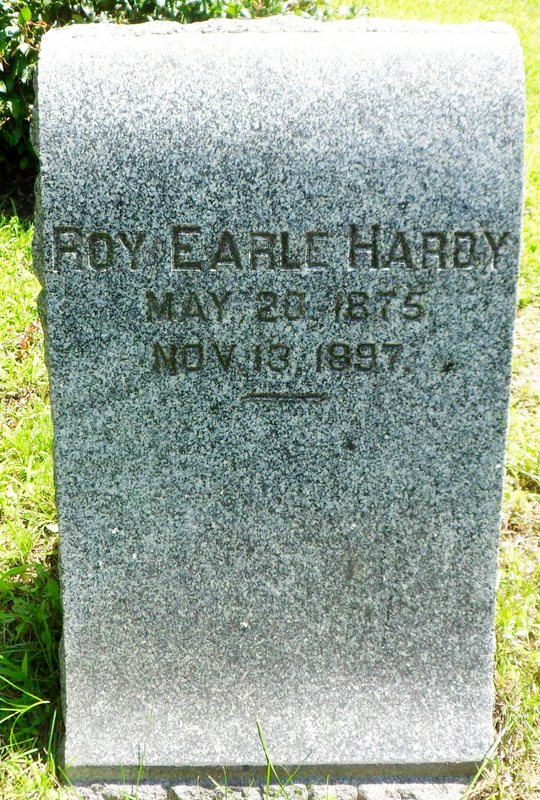 ROY EARLE HARDY
MAY 20, 1875
NOV. 13, 1897.